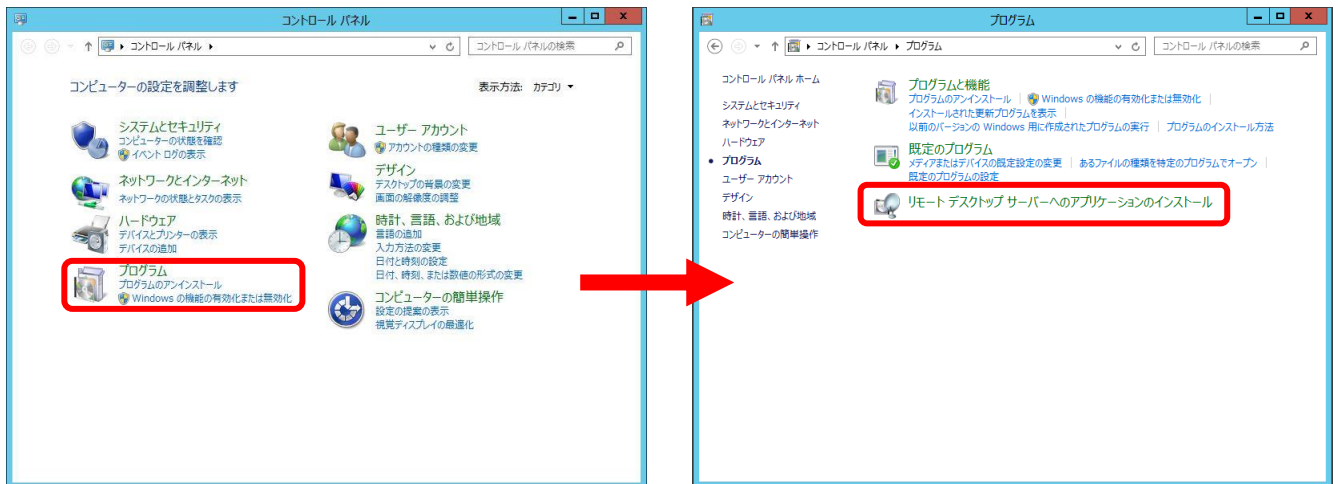 コントロール パネル
コントロール パネル
コントロール パネルの検索
コンピューターの設定を調整します
表示方法: カテゴリ
システムとセキュリティ
コンピューターの状態を確認
イベント ログの表示
ネットワークとインターネット
ネットワークの状態とタスクの表示
ハードウェア
デバイスとプリンターの表示
デバイスの追加
プログラム
プログラムのアンインストール
Windows の機能の有効化または無効化
ユーザー アカウント
アカウントの種類の変更
デザイン
デスクトップの背景の変更
画面の解像度の調整
時計、言語、および地域
言語の追加
入力方法の変更
日付と時刻の設定
日付、時刻、または数値の形式の変更
コンピューターの簡単操作
設定の提案の表示
視覚ディスプレイの最適化
プログラム
コントロール パネル プログラム
コントロール パネルの検索
コントロール パネル ホーム
システムとセキュリティ
ネットワークとインターネット
ハードウェア
プログラム
ユーザー アカウント
デザイン
時計、言語、および地域
コンピューターの簡単操作
プログラムと機能
プログラムのアンインストール Windows の機能の有効化または無効化
インストールされた更新プログラムを表示
以前のバージョンの Windows 用に作成されたプログラムの実行 プログラムのインストール方法
既定のプログラム
メディアまたはデバイスの既定設定の変更 あるファイルの種類を特定のプログラムでオープン
既定のプログラムの設定
リモート デスクトップ サーバーへのアプリケーションのインストール